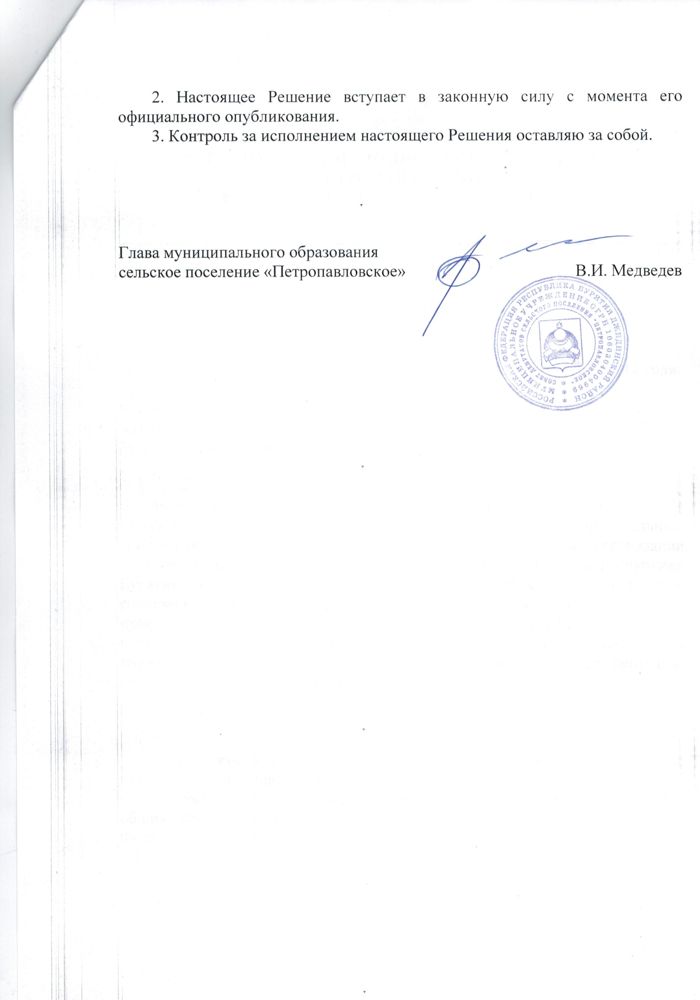 2. Настоящее Решение вступает в законную силу с момента его
официального опубликования.
3. Контроль за исполнением настоящего Решения оставляю за собой.
Глава муниципального образования
сельское поселение «Петропавловское»
В.И. Медведев
РОССИЙСКАЯ ФЕДЕРАЦИЯ РЕСПУБЛИКА БУРЯТИЯ ДЖИДИНСКИЙ РАЙОН *
МУНИЦИПАЛЬНОЕ УЧРЕЖДЕНИЕ ОГРН 1060304004969 *
СОВЕТ ДЕПУТАТОВ СЕЛЬСКОГО ПОСЕЛЕНИЯ "ПЕТРОПАВЛОВСКОЕ" *